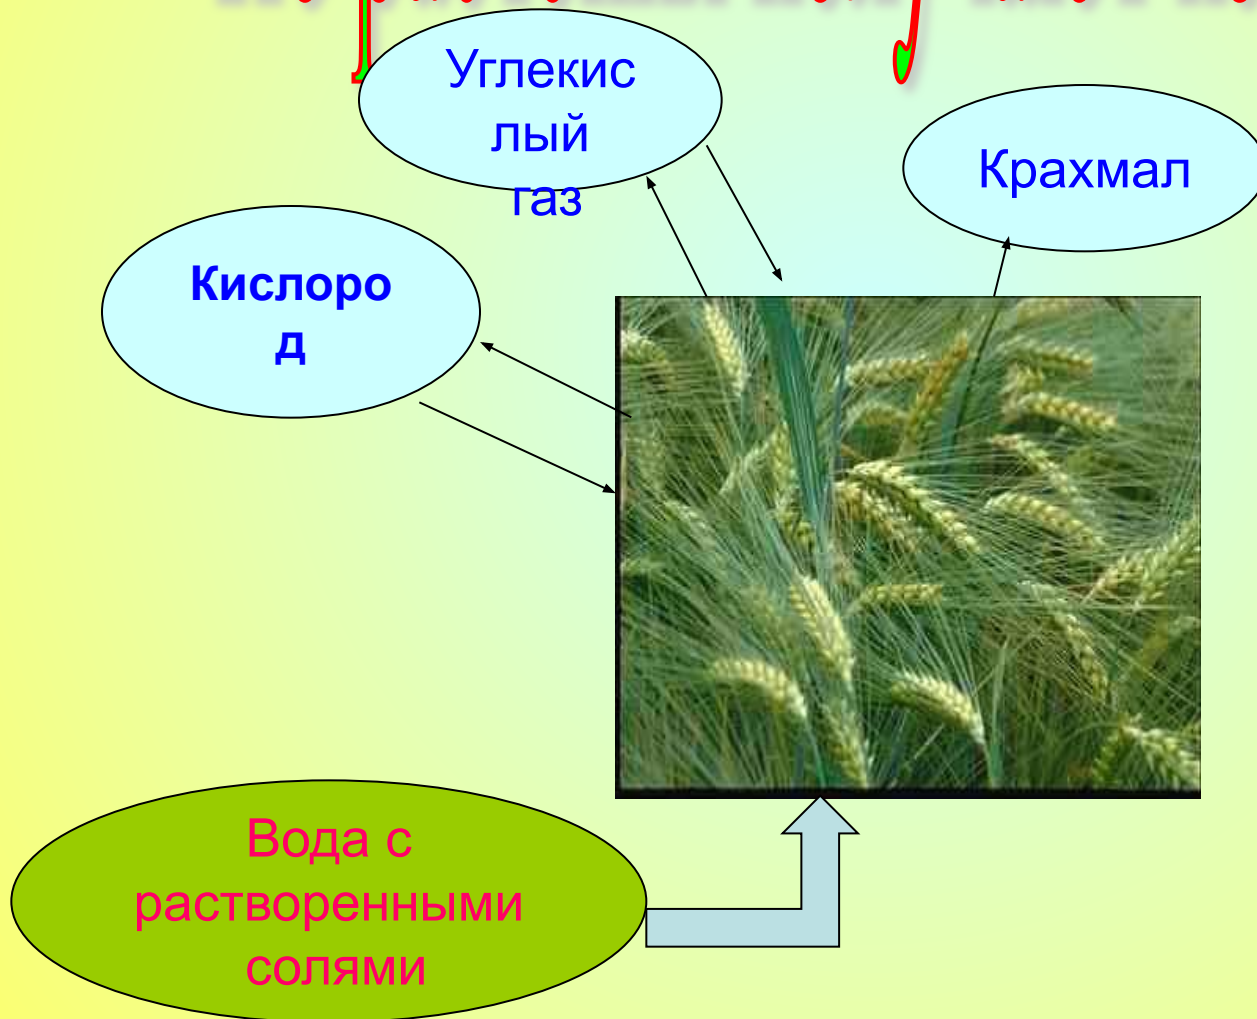 Углекис
лый
газ
Крахмал
Кислоро
д
Вода с
растворенными
солями